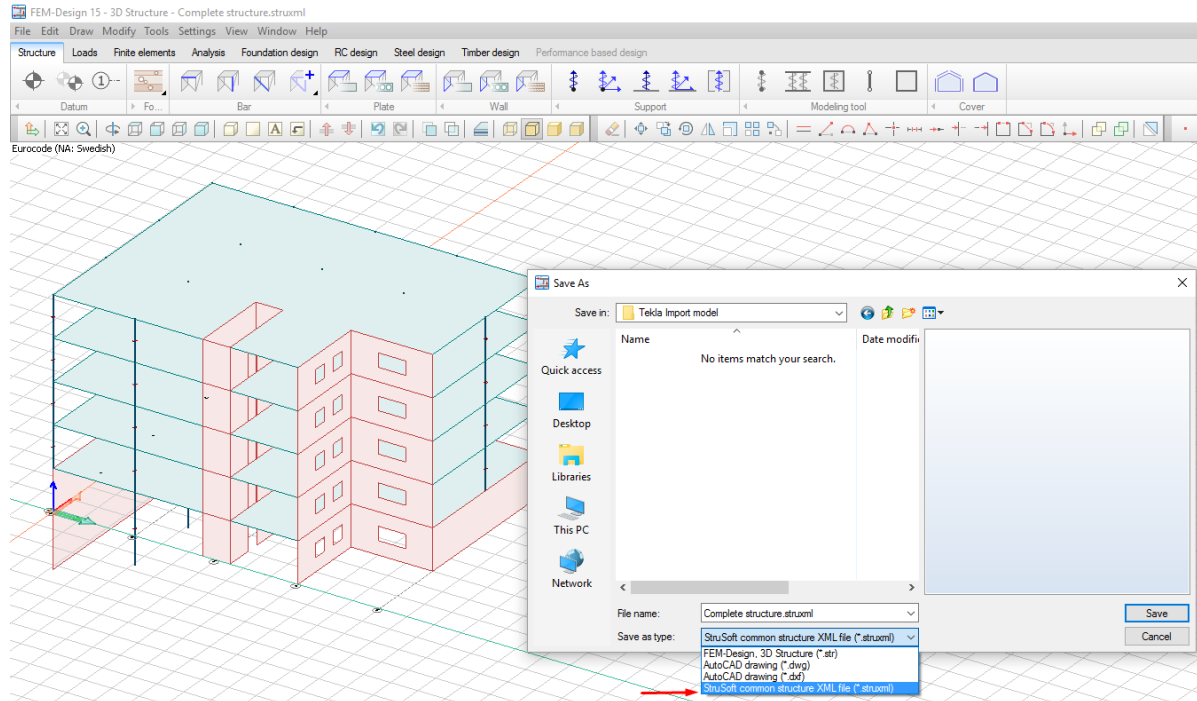 FEM-Design 15 - 3D Structure - Complete structure.struxml
File Edit Draw Modify Tools Settings View Window Help
Structure Loads Finite elements Analysis Foundation design RC design Steel design Timber design Performance based design
1
Datum Fo... Bar Plate Wall Support Modeling tool Cover
A
Eurocode (NA: Swedish)
Save As
Save in: Tekla Import model
Name Date modifi
No items match your search.
Quick access
Desktop
Libraries
This PC
Network
File name: Complete structure.struxml Save
Save as type: StruSoft common structure XML file (*.struxml) Cancel
FEM-Design, 3D Structure (*.str)
AutoCAD drawing (*.dwg)
AutoCAD drawing (*.dxf)
StruSoft common structure XML file (*.struxml)